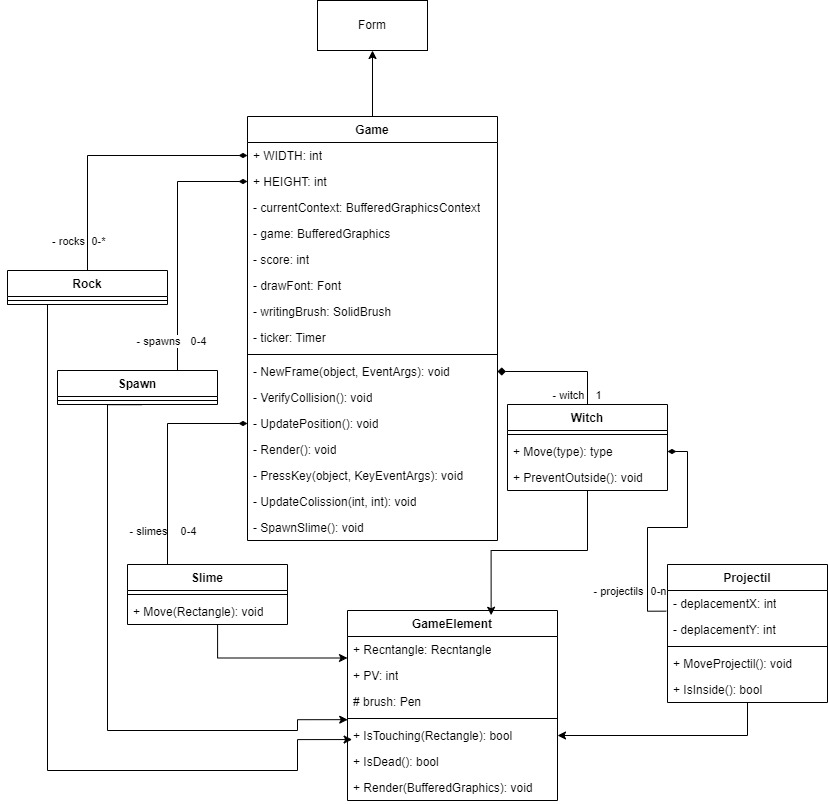 Form
Game
+ WIDTH: int
+ HEIGHT: int
- currentContext: BufferedGraphicsContext
- game: BufferedGraphics
- score: int
- drawFont: Font
- writingBrush: SolidBrush
- ticker: Timer
- NewFrame(object, EventArgs): void
- VerifyCollision(): void
- UpdatePosition(): void
- Render(): void
- PressKey(object, KeyEventArgs): void
- UpdateColission(int, int): void
- SpawnSlime(): void
- rocks 0-*
Rock
- spawns 0-4
Spawn
- witch 1
Witch
+ Move(type): type
+ PreventOutside(): void
- slimes 0-4
Slime
+ Move(Rectangle): void
- projectils 0-n
Projectil
- deplacementX: int
- deplacementY: int
+ MoveProjectil(): void
+ IsInside(): bool
GameElement
+ Recntangle: Recntangle
+ PV: int
# brush: Pen
+ IsTouching(Rectangle): bool
+ IsDead(): bool
+ Render(BufferedGraphics): void